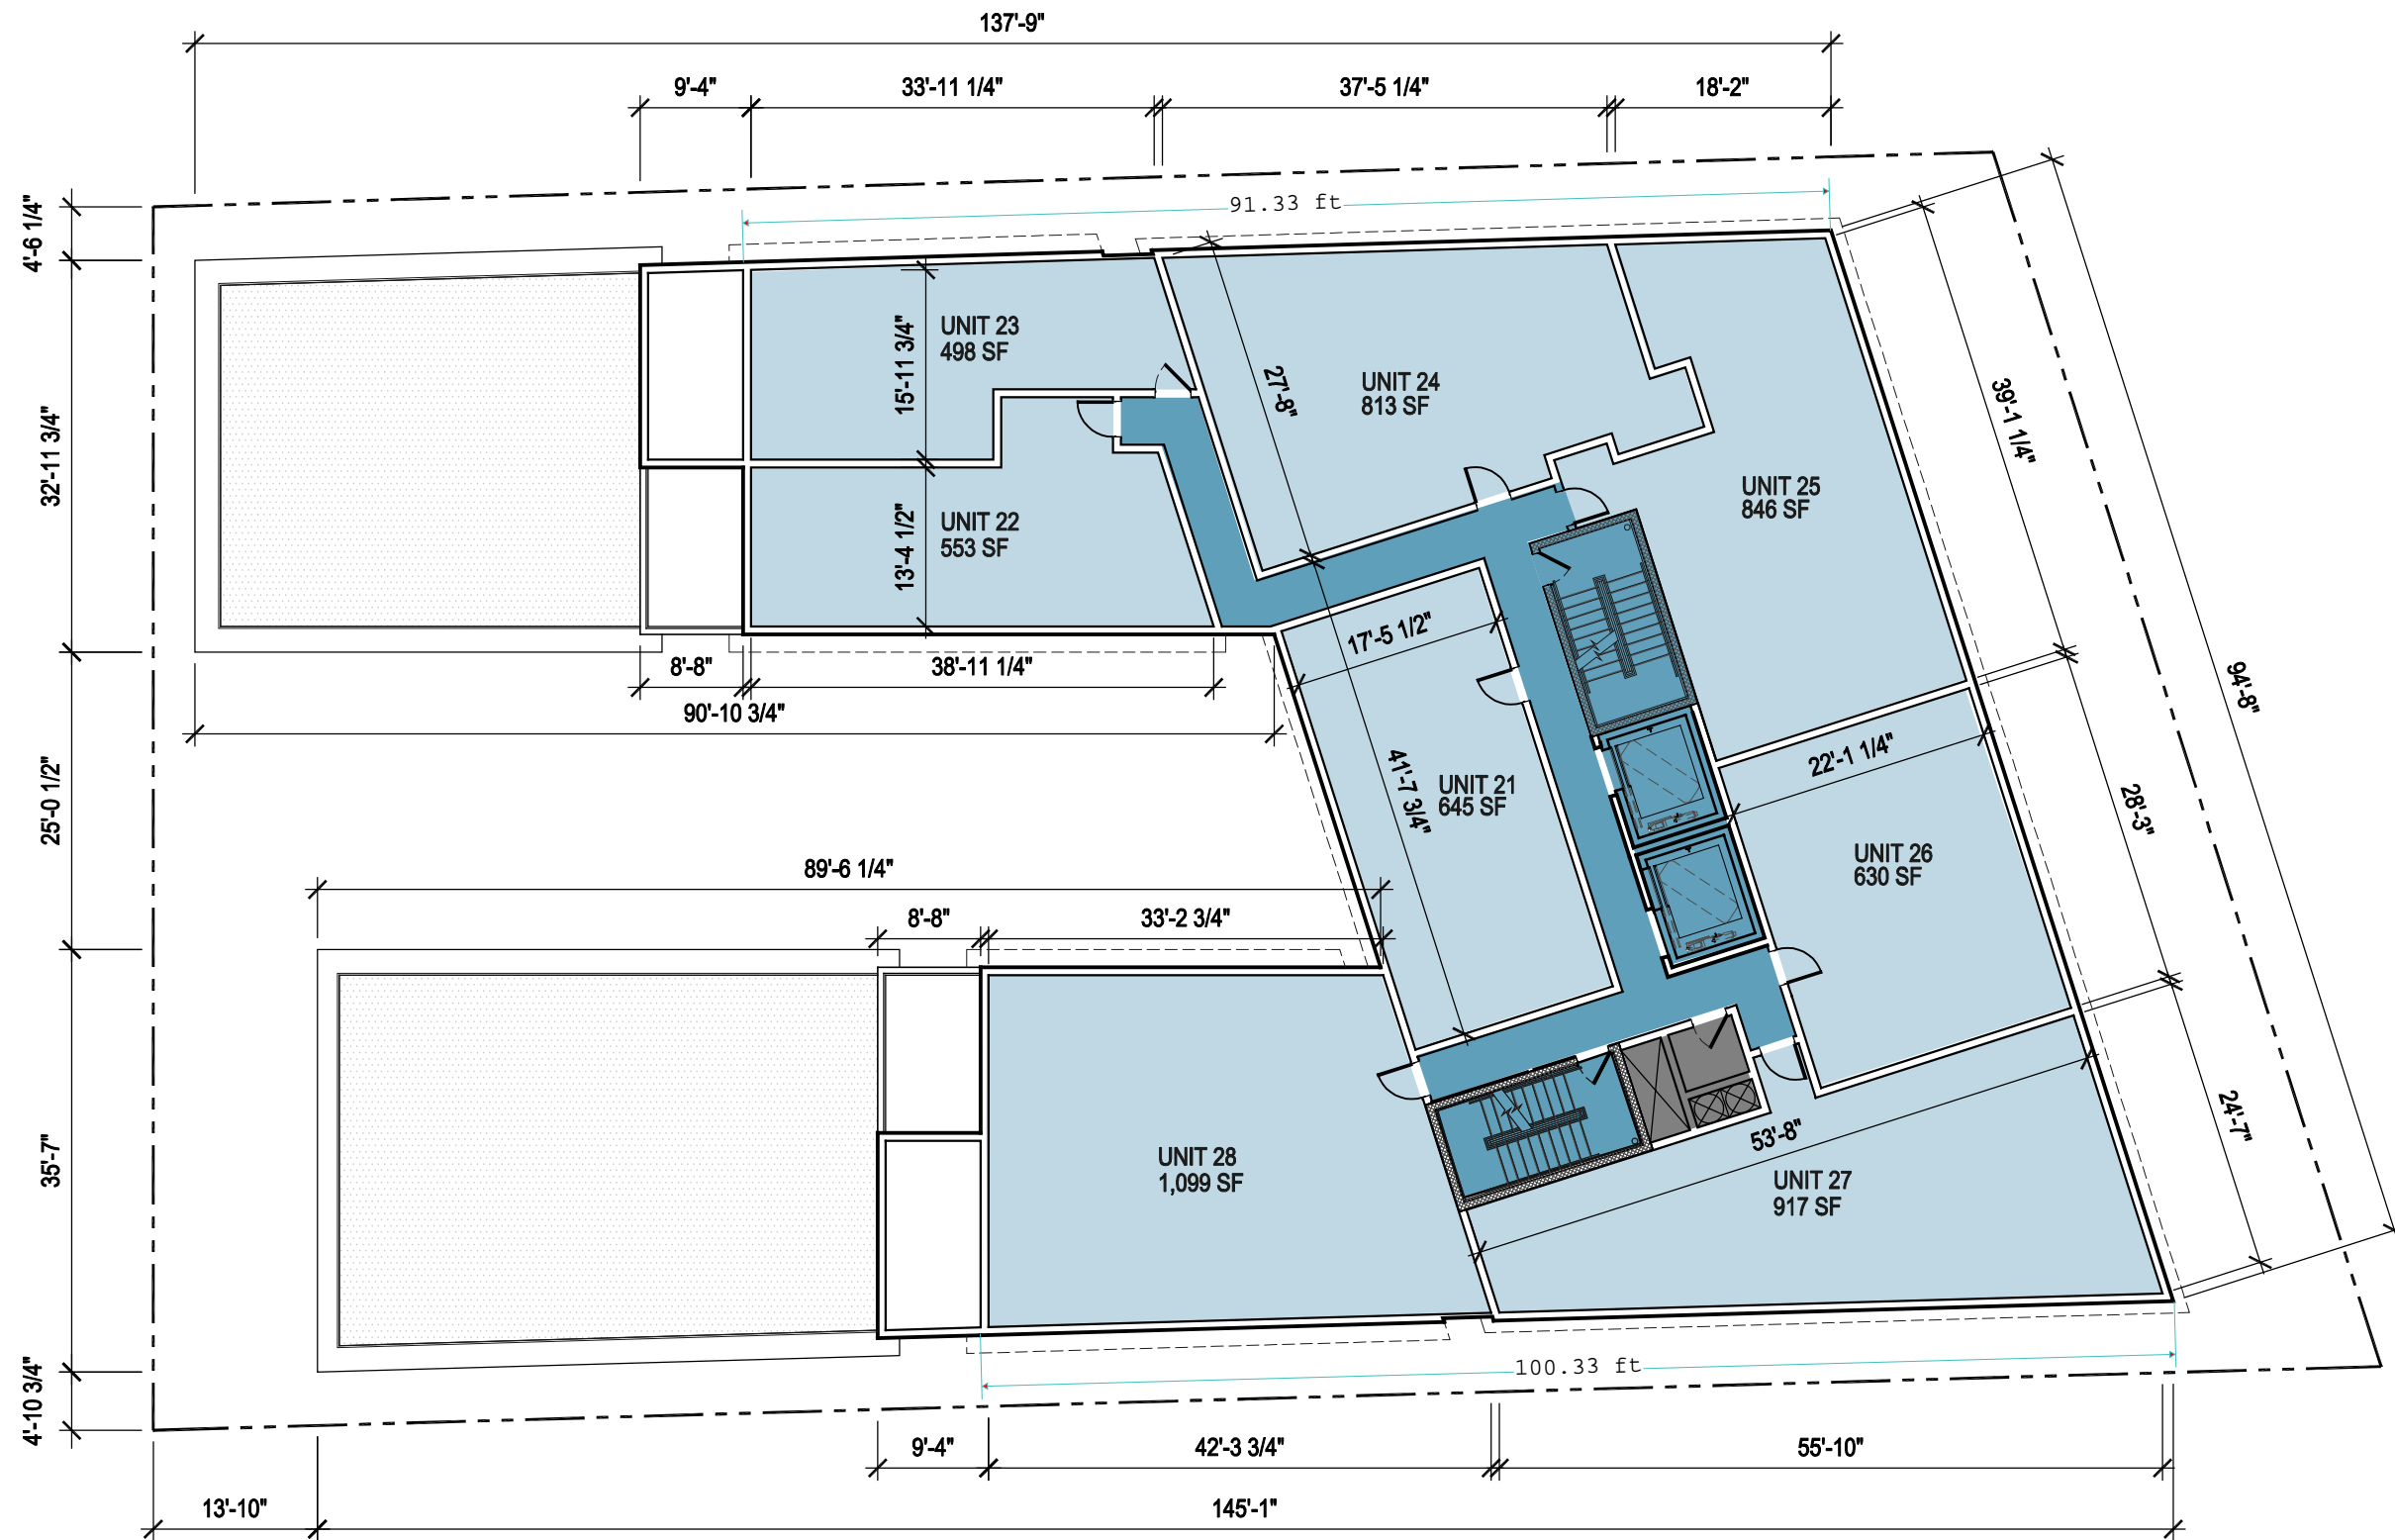 137'-9"
9'-4"
33'-11 1/4"
37'-5 1/4"
18'-2"
91.33 ft
4'-6 1/4"
32'-11 3/4"
25'-0 1/2"
35'-7"
4'-10 3/4"
UNIT 23
498 SF
15'-11 3/4"
27'-8"
UNIT 24
813 SF
39'-1 1/4"
UNIT 25
846 SF
UNIT 22
553 SF
13'-4 1/2"
17'-5 1/2"
8'-8"
38'-11 1/4"
90'-10 3/4"
94'-8"
41'-7 3/4"
UNIT 21
645 SF
22'-1 1/4"
28'-3"
UNIT 26
630 SF
89'-6 1/4"
8'-8"
33'-2 3/4"
24'-7"
53'-8"
UNIT 28
1,099 SF
UNIT 27
917 SF
100.33 ft
9'-4"
42'-3 3/4"
55'-10"
13'-10"
145'-1"